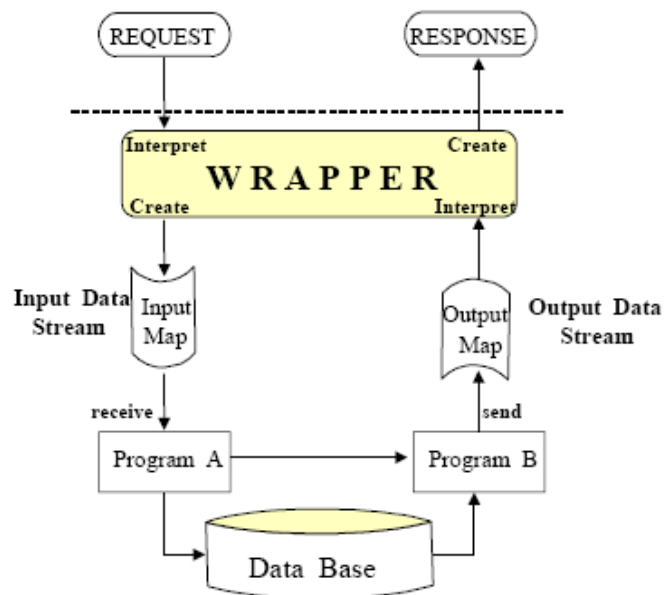 REQUEST
RESPONSE
Interpret
Create
WRAPPER
Create
Interpret
Input Data
Stream
Input
Map
Output
Map
Output Data
Stream
receive
send
Program A
Program B
Data Base